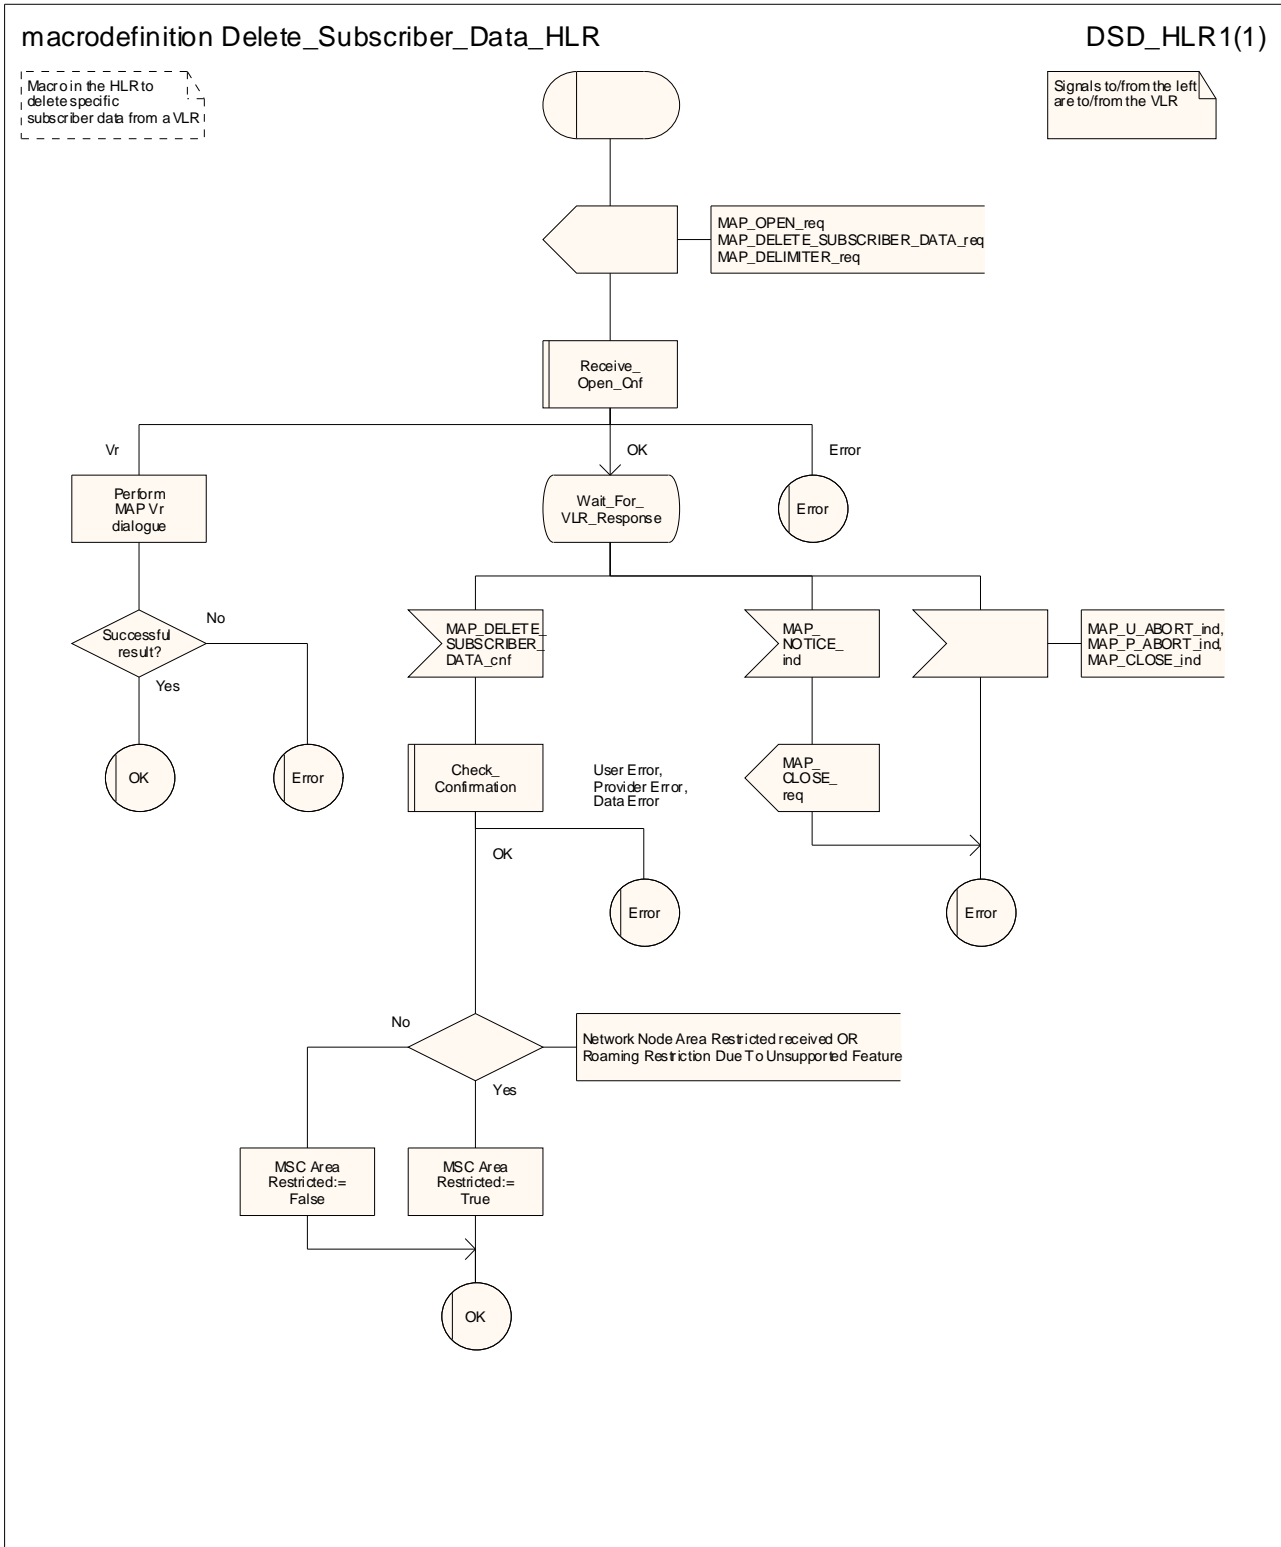 macrodefinition Delete_Subscriber_Data_HLR
DSD_HLR1(1)
Macro in the HLR to
delete specific
subscriber data from a VLR
Signals to/from the left
are to/from the VLR
MAP_OPEN_req
MAP_DELETE_SUBSCRIBER_DATA_req
MAP_DELIMITER_req
Receive_
Open_Cnf
Vr
OK
Error
Perform
MAP Vr
dialogue
Wait_For_
VLR_Response
Error
Successful
result?
No
Yes
MAP_DELETE_
SUBSCRIBER_
DATA_cnf
MAP_
NOTICE_
ind
MAP_U_ABORT_ind,
MAP_P_ABORT_ind,
MAP_CLOSE_ind
OK
Error
Check_
Confirmation
User Error,
Provider Error,
Data Error
MAP_
CLOSE_
req
OK
Error
Error
No
Yes
Network Node Area Restricted received OR
Roaming Restriction Due To Unsupported Feature
MSC Area
Restricted:=
False
MSC Area
Restricted:=
True
OK